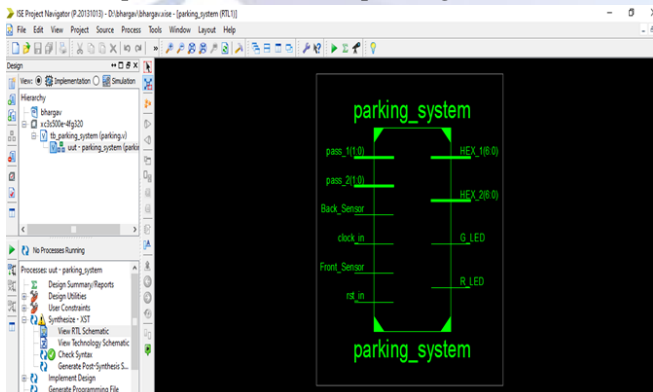 ISE Project Navigator (P.20131013) - D:\bhargav\bhargav.xise - [parking_system (RTL1)]
File Edit View Project Source Process Tools Window Layout Help
Design
View: Implementation Simulation
Hierarchy
bhargav
xc3s500e-4fg320
tb_parking_system (parking.v)
uut - parking_system (parkin
No Processes Running
Processes: uut - parking_system
Design Summary/Reports
Design Utilities
User Constraints
Synthesize - XST
View RTL Schematic
View Technology Schematic
Check Syntax
Generate Post-Synthesis S...
Implement Design
Generate Programming File
parking_system
pass_1(1:0)
HEX_1(6:0)
pass_2(1:0)
HEX_2(6:0)
Back_Sensor
clock_in
G_LED
Front_Sensor
R_LED
rst_in
parking_system